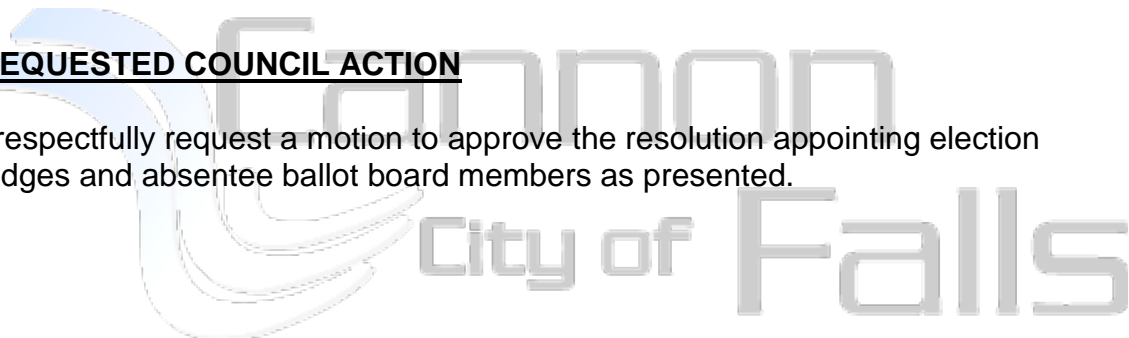 EQUESTED COUNCIL ACTION
respectfully request a motion to approve the resolution appointing election
dges and absentee ballot board members as presented.
Cannon
City of Falls